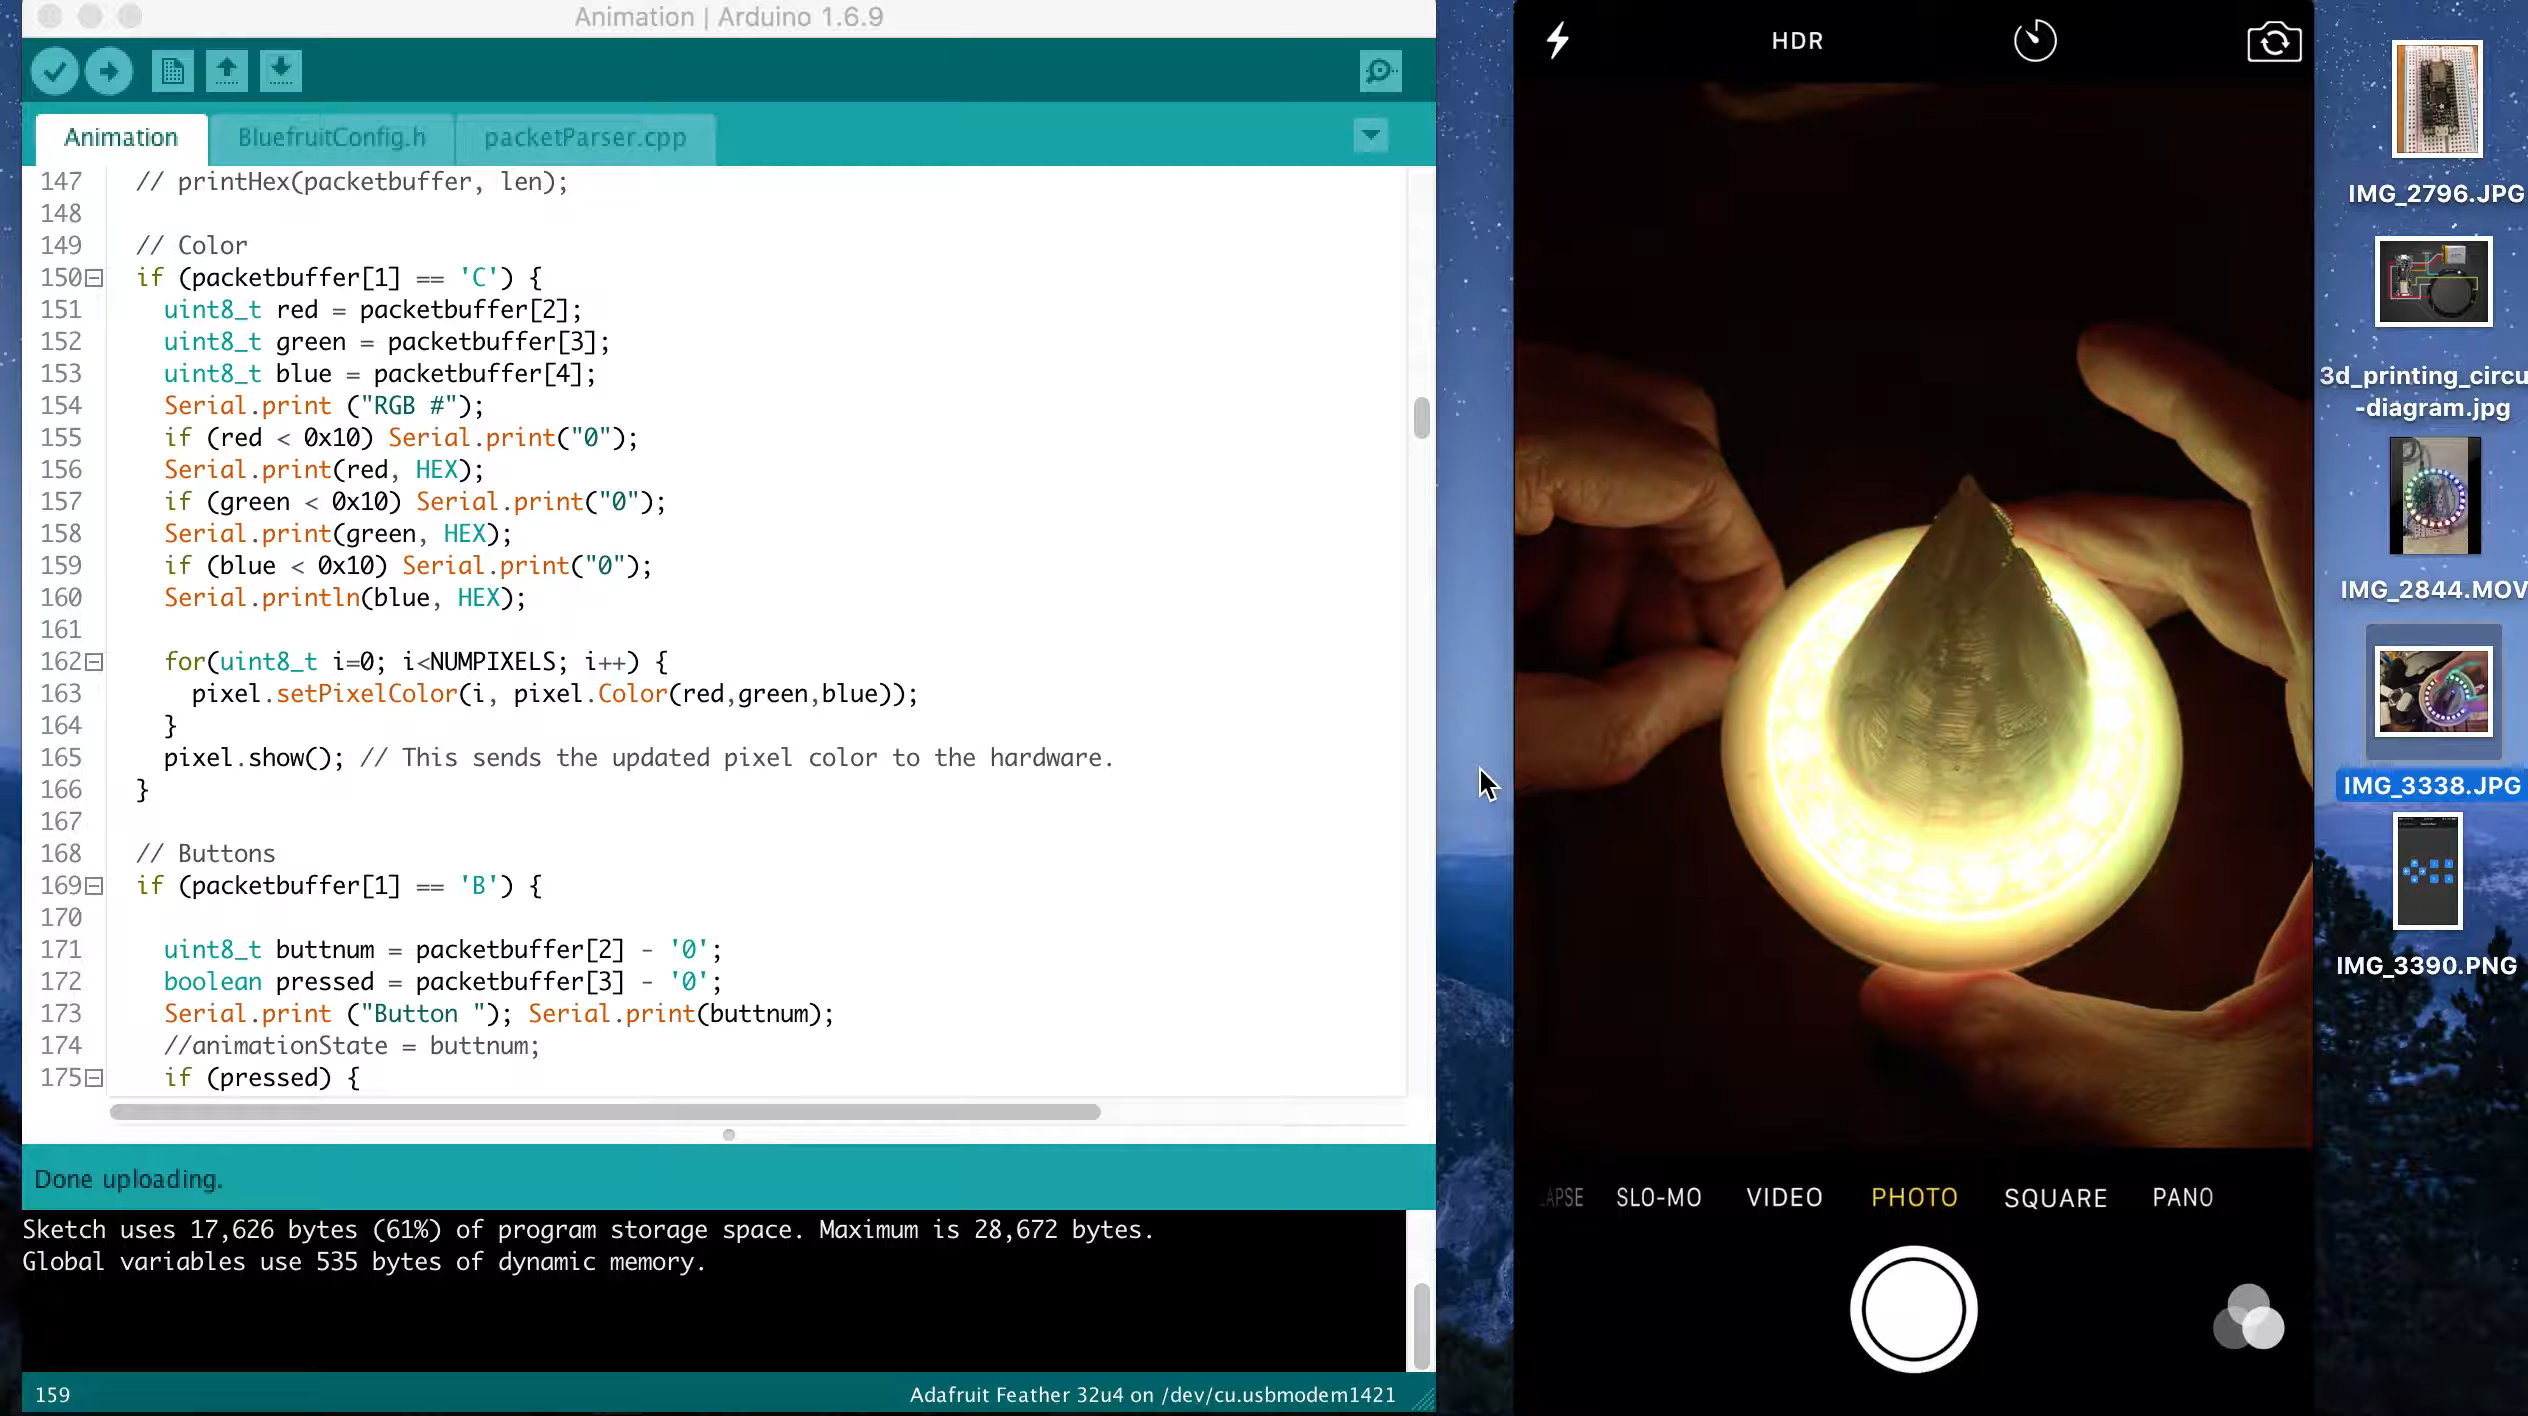 Animation | Arduino 1.6.9
Animation
BluefruitConfig.h
packetParser.cpp
147 // printHex(packetbuffer, len);
148
149 // Color
150 if (packetbuffer[1] == 'C') {
151 uint8_t red = packetbuffer[2];
152 uint8_t green = packetbuffer[3];
153 uint8_t blue = packetbuffer[4];
154 Serial.print ("RGB #");
155 if (red < 0x10) Serial.print("0");
156 Serial.print(red, HEX);
157 if (green < 0x10) Serial.print("0");
158 Serial.print(green, HEX);
159 if (blue < 0x10) Serial.print("0");
160 Serial.println(blue, HEX);
161
162 for(uint8_t i=0; i<NUMPIXELS; i++) {
163 pixel.setPixelColor(i, pixel.Color(red,green,blue));
164 }
165 pixel.show(); // This sends the updated pixel color to the hardware.
166 }
167
168 // Buttons
169 if (packetbuffer[1] == 'B') {
170
171 uint8_t buttnum = packetbuffer[2] - '0';
172 boolean pressed = packetbuffer[3] - '0';
173 Serial.print ("Button "); Serial.print(buttnum);
174 //animationState = buttnum;
175 if (pressed) {
Done uploading.
Sketch uses 17,626 bytes (61%) of program storage space. Maximum is 28,672 bytes.
Global variables use 535 bytes of dynamic memory.
159
Adafruit Feather 32u4 on /dev/cu.usbmodem1421
HDR
APSE SLO-MO VIDEO PHOTO SQUARE PANO
IMG_2796.JPG
3d_printing_circu
-diagram.jpg
IMG_2844.MOV
IMG_3338.JPG
IMG_3390.PNG